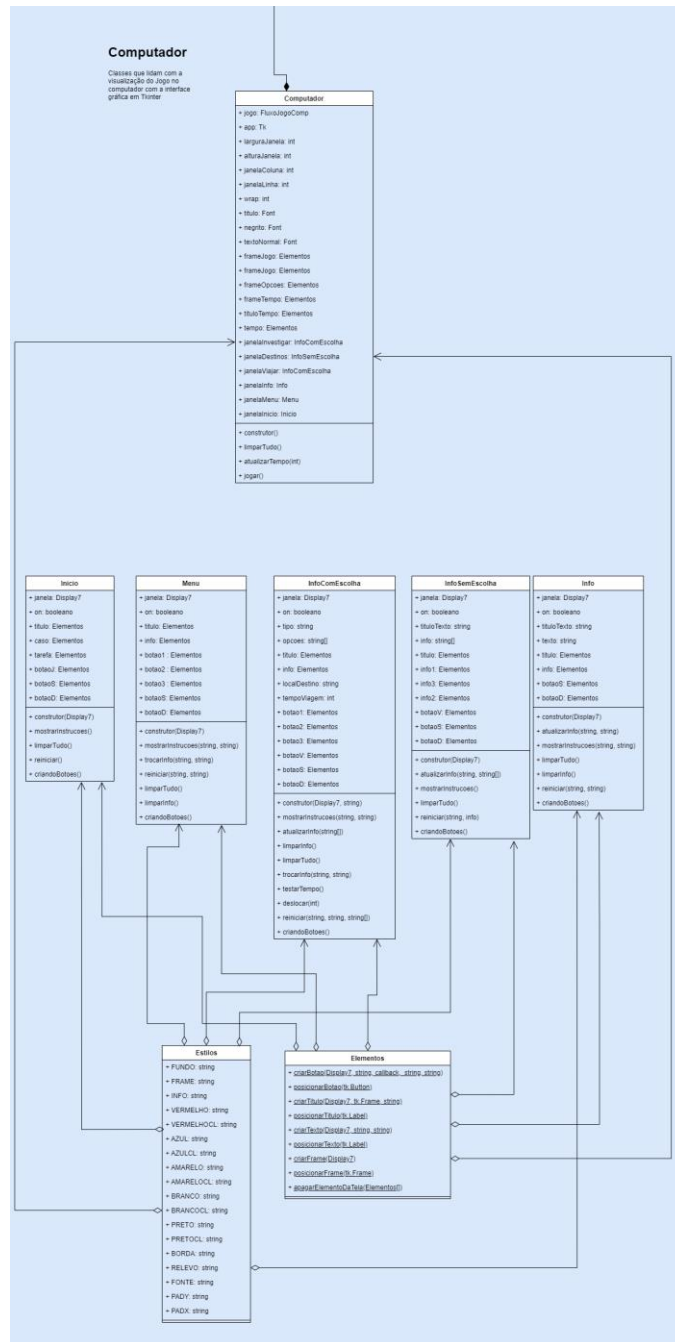 Computador
Classes que lidam com a
visualização do Jogo no
computador com a interface
gráfica em Tkinter
Computador
+ jogo: FluxoJogoComp
+ app: Tk
+ larguraJanela: int
+ alturaJanela: int
+ janelaColuna: int
+ janelaLinha: int
+ wrap: int
+ titulo: Font
+ negrito: Font
+ textoNormal: Font
+ frameJogo: Elementos
+ frameJogo: Elementos
+ frameOpcoes: Elementos
+ frameTempo: Elementos
+ tituloTempo: Elementos
+ tempo: Elementos
+ janelaInvestigar: InfoComEscolha
+ janelaDestinos: InfoSemEscolha
+ janelaViajar: InfoComEscolha
+ janelaInfo: Info
+ janelaMenu: Menu
+ janelaInicio: Inicio
+ construtor()
+ limparTudo()
+ atualizarTempo(int)
+ jogar()
Inicio
+ janela: Display7
+ on: booleano
+ titulo: Elementos
+ caso: Elementos
+ tarefa: Elementos
+ botaoJ: Elementos
+ botaoS: Elementos
+ botaoD: Elementos
+ construtor(Display7)
+ mostrarInstrucoes()
+ limparTudo()
+ reiniciar()
+ criandoBotoes()
Menu
+ janela: Display7
+ on: booleano
+ titulo: Elementos
+ info: Elementos
+ botao1 : Elementos
+ botao2 : Elementos
+ botao3 : Elementos
+ botaoS: Elementos
+ botaoD: Elementos
+ construtor(Display7)
+ mostrarInstrucoes(string, string)
+ trocarInfo(string, string)
+ reiniciar(string, string)
+ limparTudo()
+ limparInfo()
+ criandoBotoes()
InfoComEscolha
+ janela: Display7
+ on: booleano
+ tipo: string
+ opcoes: string[]
+ titulo: Elementos
+ info: Elementos
+ localDestino: string
+ tempoViagem: int
+ botao1: Elementos
+ botao2: Elementos
+ botao3: Elementos
+ botaoV: Elementos
+ botaoS: Elementos
+ botaoD: Elementos
+ construtor(Display7, string)
+ mostrarInstrucoes(string, string)
+ atualizarInfo(string[])
+ limparInfo()
+ limparTudo()
+ trocarInfo(string, string)
+ testarTempo()
+ deslocar(int)
+ reiniciar(string, string, string[])
+ criandoBotoes()
InfoSemEscolha
+ janela: Display7
+ on: booleano
+ tituloTexto: string
+ info: string[]
+ titulo: Elementos
+ info1: Elementos
+ info3: Elementos
+ info2: Elementos
+ botaoV: Elementos
+ botaoS: Elementos
+ botaoD: Elementos
+ construtor(Display7)
+ atualizarInfo(string, string[])
+ mostrarInstrucoes()
+ limparTudo()
+ reiniciar(string, info)
+ criandoBotoes()
Info
+ janela: Display7
+ on: booleano
+ tituloTexto: string
+ texto: string
+ titulo: Elementos
+ info: Elementos
+ botaoS: Elementos
+ botaoD: Elementos
+ construtor(Display7)
+ atualizarInfo(string, string)
+ mostrarInstrucoes(string, string)
+ limparTudo()
+ limparInfo()
+ reiniciar(string, string)
+ criandoBotoes()
Estilos
+ FUNDO: string
+ FRAME: string
+ INFO: string
+ VERMELHO: string
+ VERMELHOCL: string
+ AZUL: string
+ AZULCL: string
+ AMARELO: string
+ AMARELOCL: string
+ BRANCO: string
+ BRANCOCL: string
+ PRETO: string
+ PRETOCL: string
+ BORDA: string
+ RELEVO: string
+ FONTE: string
+ PADY: string
+ PADX: string
Elementos
+ criarBotao(Display7, string, callback, string, string)
+ posicionarBotao(tk.Button)
+ criarTitulo(Display7, tk.Frame, string)
+ posicionarTitulo(tk.Label)
+ criarTexto(Display7, string, string)
+ posicionarTexto(tk.Label)
+ criarFrame(Display7)
+ posicionarFrame(tk.Frame)
+ apagarElementoDaTela(Elementos[])